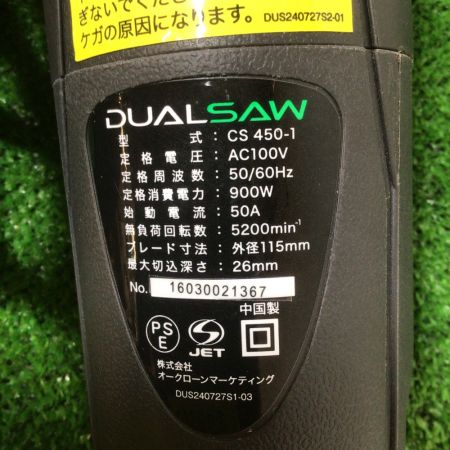 ぎないでくだ
ケガの原因になります。
DUS240727S2-01
DUALSAW
型 式 : CS 450-1
定格電圧 : AC100V
定格周波数 : 50/60Hz
定格消費電力 : 900W
始動電流 : 50A
無負荷回転数 : 5200min⁻¹
ブレード寸法 : 外径115mm
最大切込深さ : 26mm
No. 16030021367
中国製
PS
E
JET
株式会社
オークローンマーケティング
DUS240727S1-03